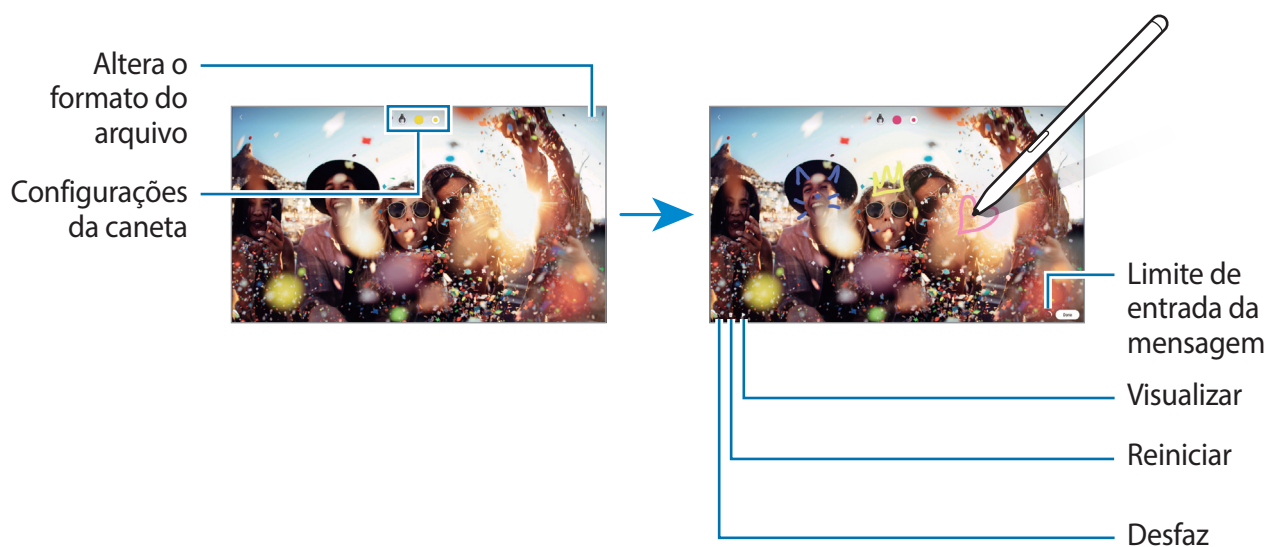 Altera o
formato do
arquivo
Configurações
da caneta
Limite de
entrada da
mensagem
Visualizar
Reiniciar
Desfaz